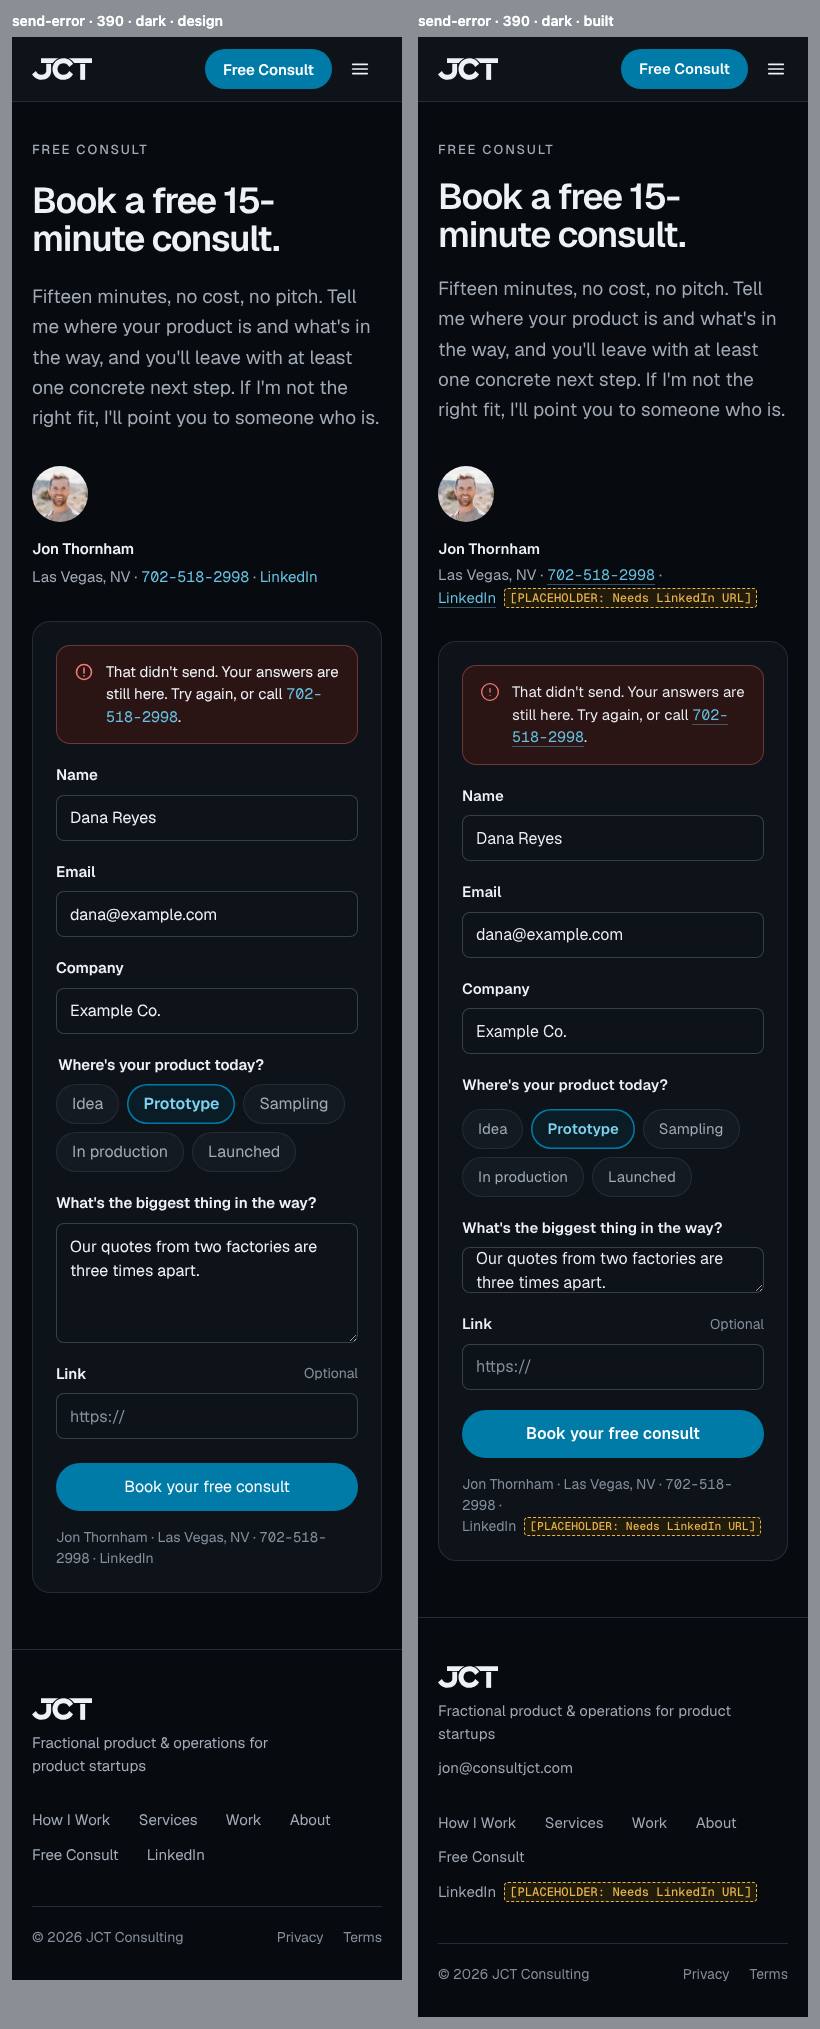 send-error · 390 · dark · design
JCT
Free Consult
FREE CONSULT
Book a free 15-
minute consult.
Fifteen minutes, no cost, no pitch. Tell
me where your product is and what's in
the way, and you'll leave with at least
one concrete next step. If I'm not the
right fit, I'll point you to someone who is.
Jon Thornham
Las Vegas, NV · 702-518-2998 · LinkedIn
That didn't send. Your answers are
still here. Try again, or call 702-
518-2998.
Name
Dana Reyes
Email
dana@example.com
Company
Example Co.
Where's your product today?
Idea Prototype Sampling
In production Launched
What's the biggest thing in the way?
Our quotes from two factories are
three times apart.
Link Optional
https://
Book your free consult
Jon Thornham · Las Vegas, NV · 702-518-
2998 · LinkedIn
JCT
Fractional product & operations for
product startups
How I Work Services Work About
Free Consult LinkedIn
© 2026 JCT Consulting Privacy Terms
send-error · 390 · dark · built
JCT
Free Consult
FREE CONSULT
Book a free 15-
minute consult.
Fifteen minutes, no cost, no pitch. Tell
me where your product is and what's in
the way, and you'll leave with at least
one concrete next step. If I'm not the
right fit, I'll point you to someone who is.
Jon Thornham
Las Vegas, NV · 702-518-2998 ·
LinkedIn [PLACEHOLDER: Needs LinkedIn URL]
That didn't send. Your answers are
still here. Try again, or call 702-
518-2998.
Name
Dana Reyes
Email
dana@example.com
Company
Example Co.
Where's your product today?
Idea Prototype Sampling
In production Launched
What's the biggest thing in the way?
Our quotes from two factories are
three times apart.
Link Optional
https://
Book your free consult
Jon Thornham · Las Vegas, NV · 702-518-
2998 ·
LinkedIn [PLACEHOLDER: Needs LinkedIn URL]
JCT
Fractional product & operations for product
startups
jon@consultjct.com
How I Work Services Work About
Free Consult
LinkedIn [PLACEHOLDER: Needs LinkedIn URL]
© 2026 JCT Consulting Privacy Terms